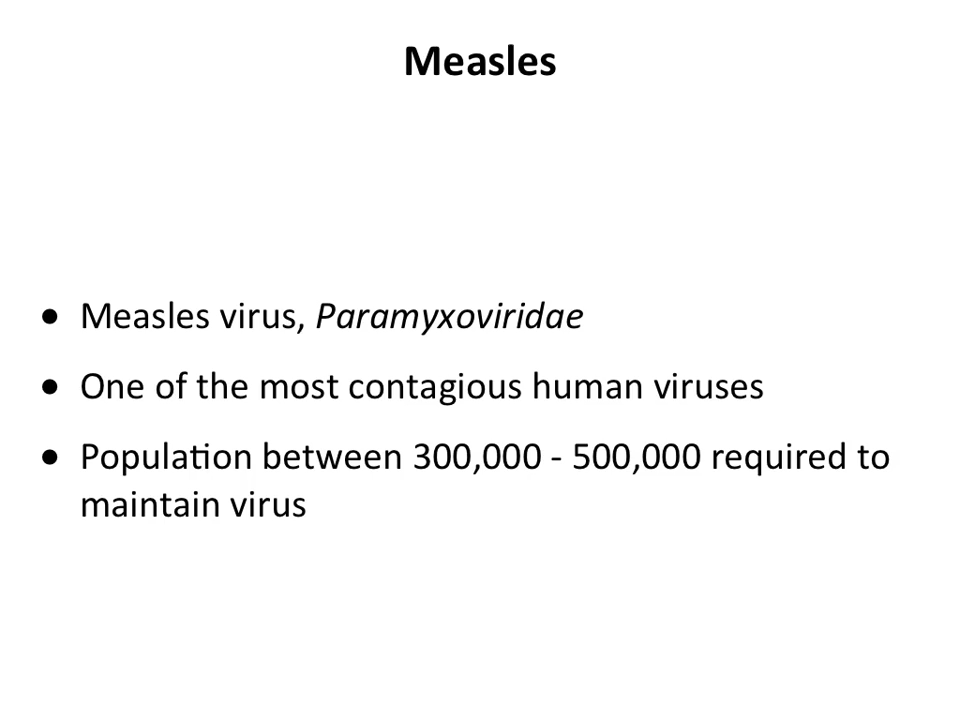 Measles
• Measles virus, Paramyxoviridae
• One of the most contagious human viruses
• Population between 300,000 - 500,000 required to
maintain virus